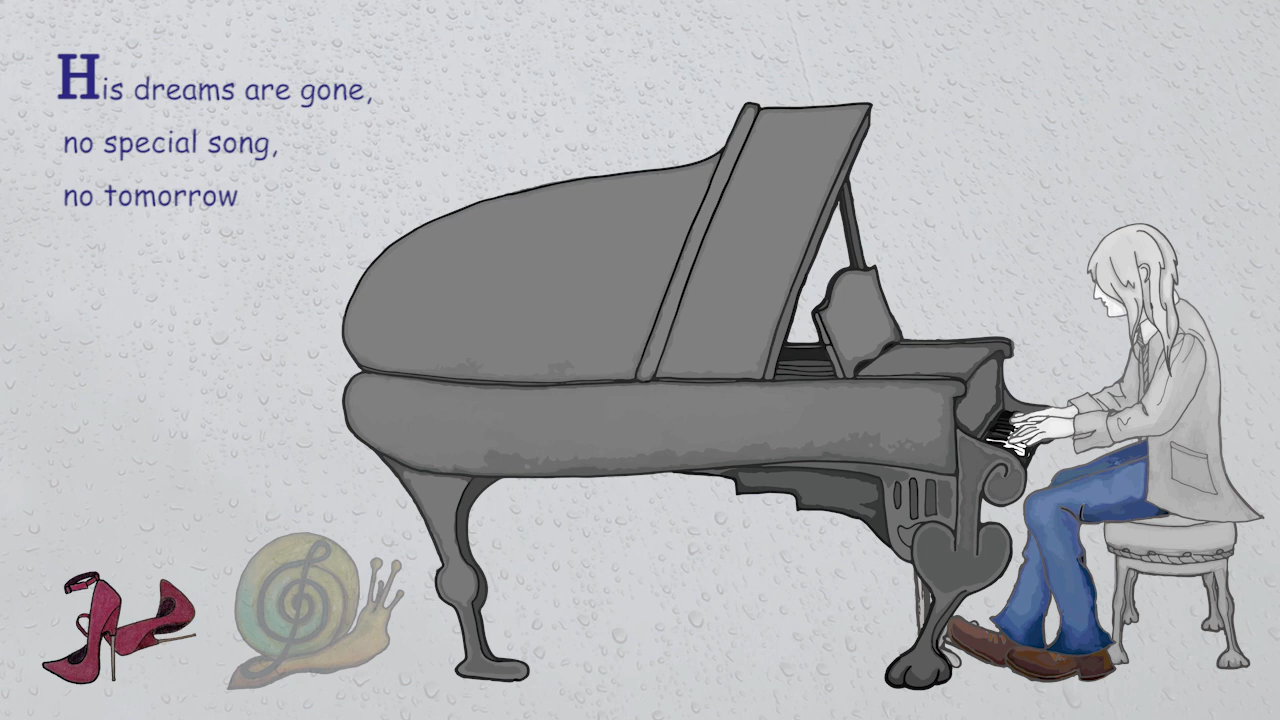 His dreams are gone,
no special song,
no tomorrow